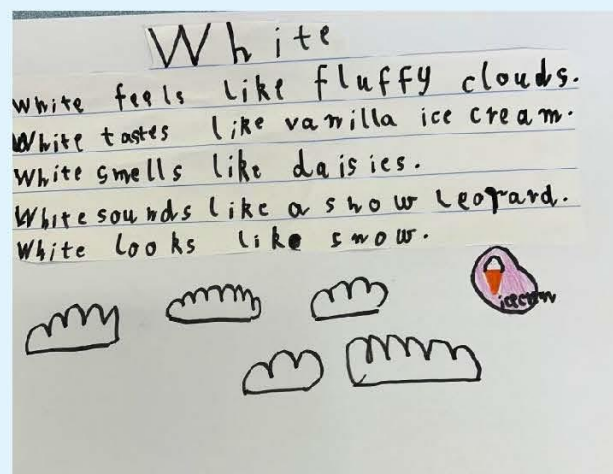 White
White feels like fluffy clouds.
White tastes like vanilla ice cream.
White smells like daisies.
White sounds like a snow leopard.
White looks like snow.
icecream